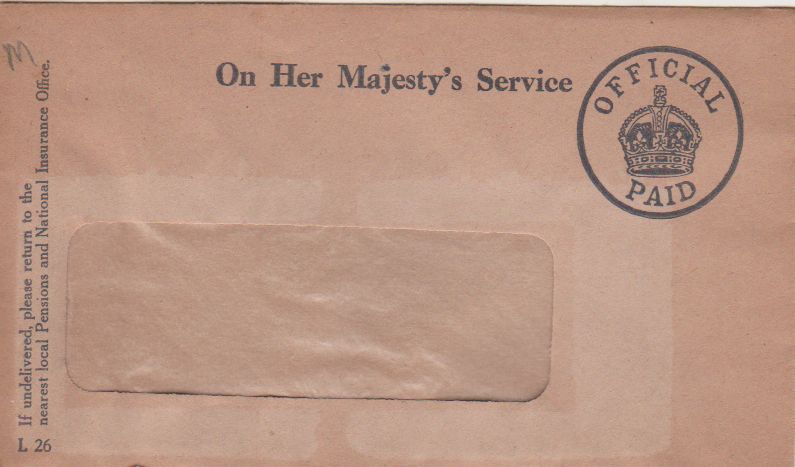 On Her Majesty's Service
OFFICIAL
PAID
If undelivered, please return to the
nearest local Pensions and National Insurance Office.
L 26
M